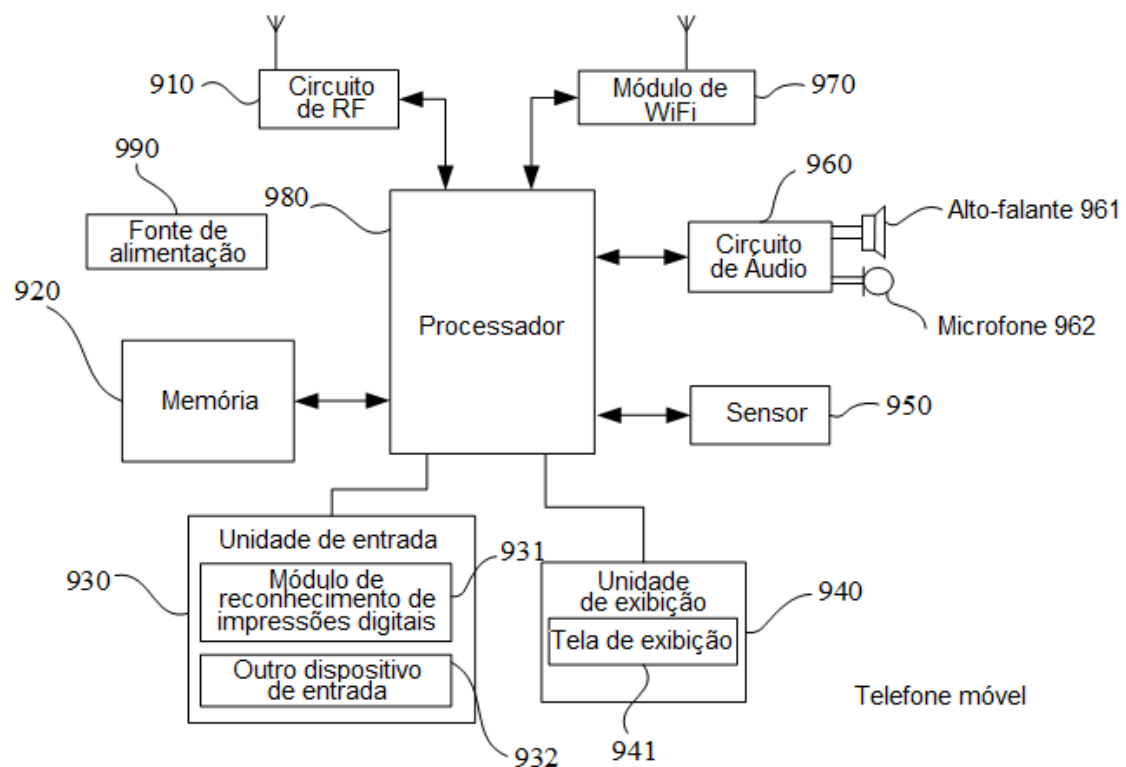 910
Circuito
de RF
Módulo de
WiFi
970
990
980
960
Fonte de
alimentação
Circuito
de Áudio
Alto-falante 961
920
Processador
Microfone 962
Memória
Sensor
950
Unidade de entrada
931
930
Módulo de
reconhecimento de
impressões digitais
Unidade
de exibição
940
Tela de exibição
Outro dispositivo
de entrada
Telefone móvel
932
941